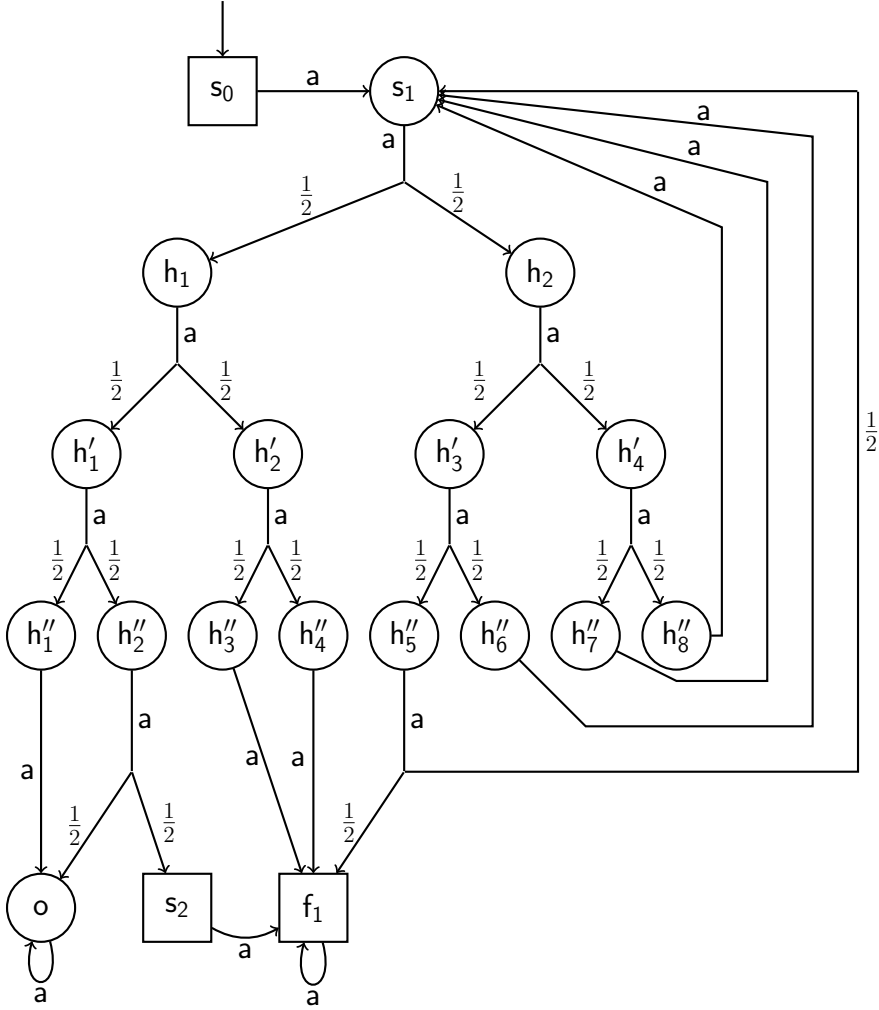 s₀ a s₁
a
a
a
a
½ ½
h₁ h₂
a a
½ ½ ½ ½
½
h′₁ h′₂ h′₃ h′₄
a a a a
½ ½ ½ ½ ½ ½ ½ ½
h″₁ h″₂ h″₃ h″₄ h″₅ h″₆ h″₇ h″₈
a a
a a a
½ ½ ½
o s₂ f₁
a
a a